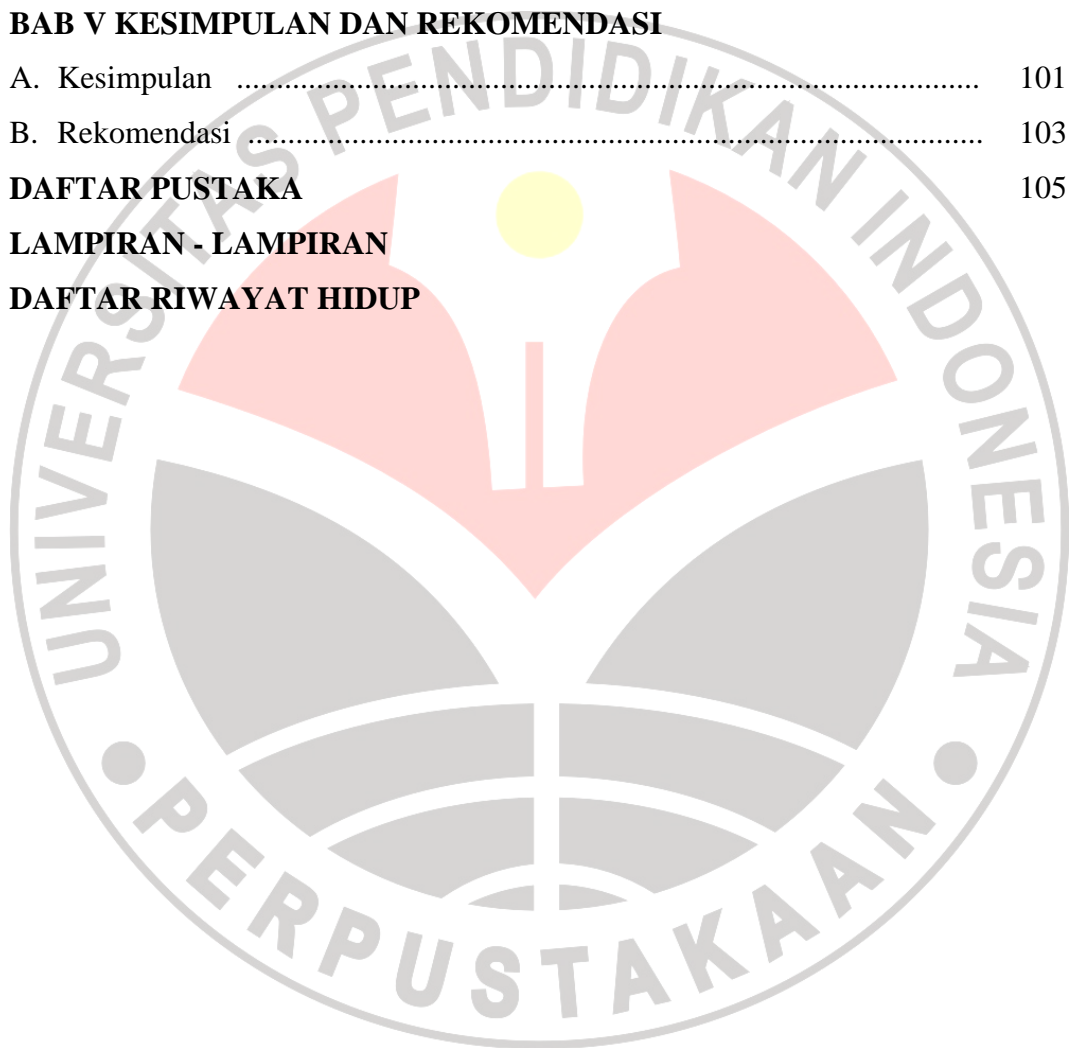 BAB V KESIMPULAN DAN REKOMENDASI
A. Kesimpulan ................................................................................. 101
B. Rekomendasi ................................................................................ 103
DAFTAR PUSTAKA 105
LAMPIRAN - LAMPIRAN
DAFTAR RIWAYAT HIDUP
UNIVERSITAS PENDIDIKAN INDONESIA
PERPUSTAKAAN